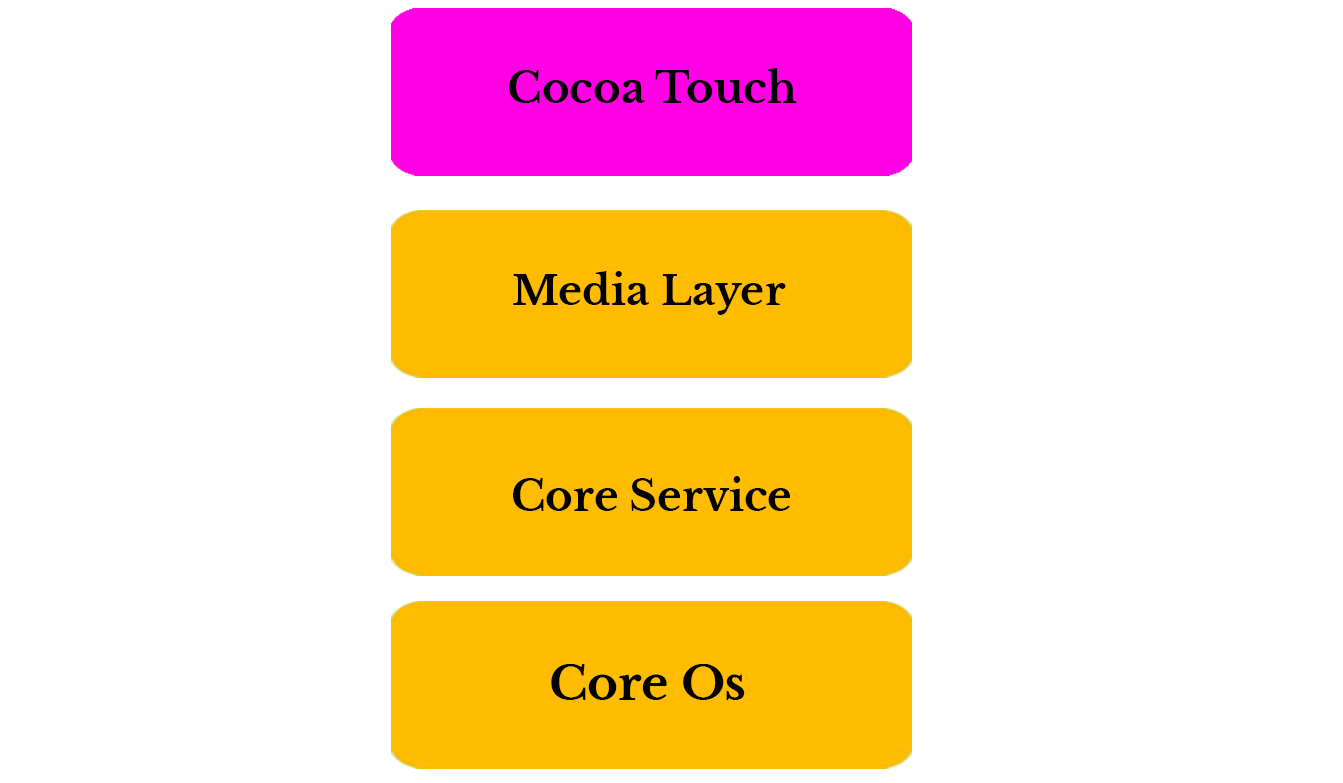 Cocoa Touch
Media Layer
Core Service
Core Os